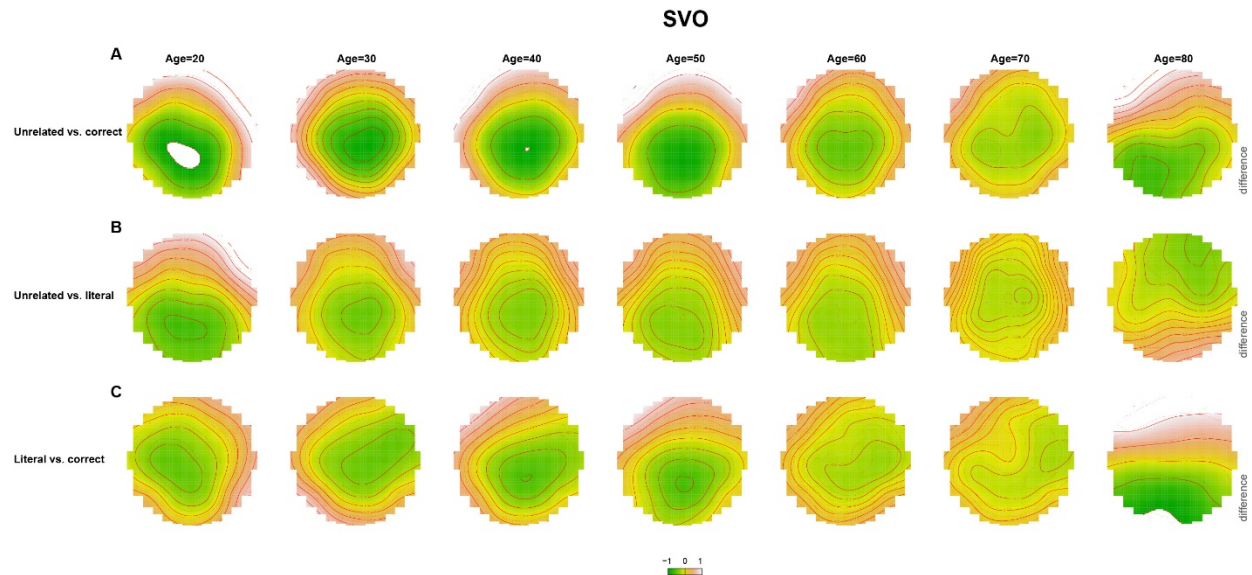 SVO
A
Age=20 Age=30 Age=40 Age=50 Age=60 Age=70 Age=80
Unrelated vs. correct
difference
B
Unrelated vs. literal
difference
C
Literal vs. correct
difference
−1 0 1